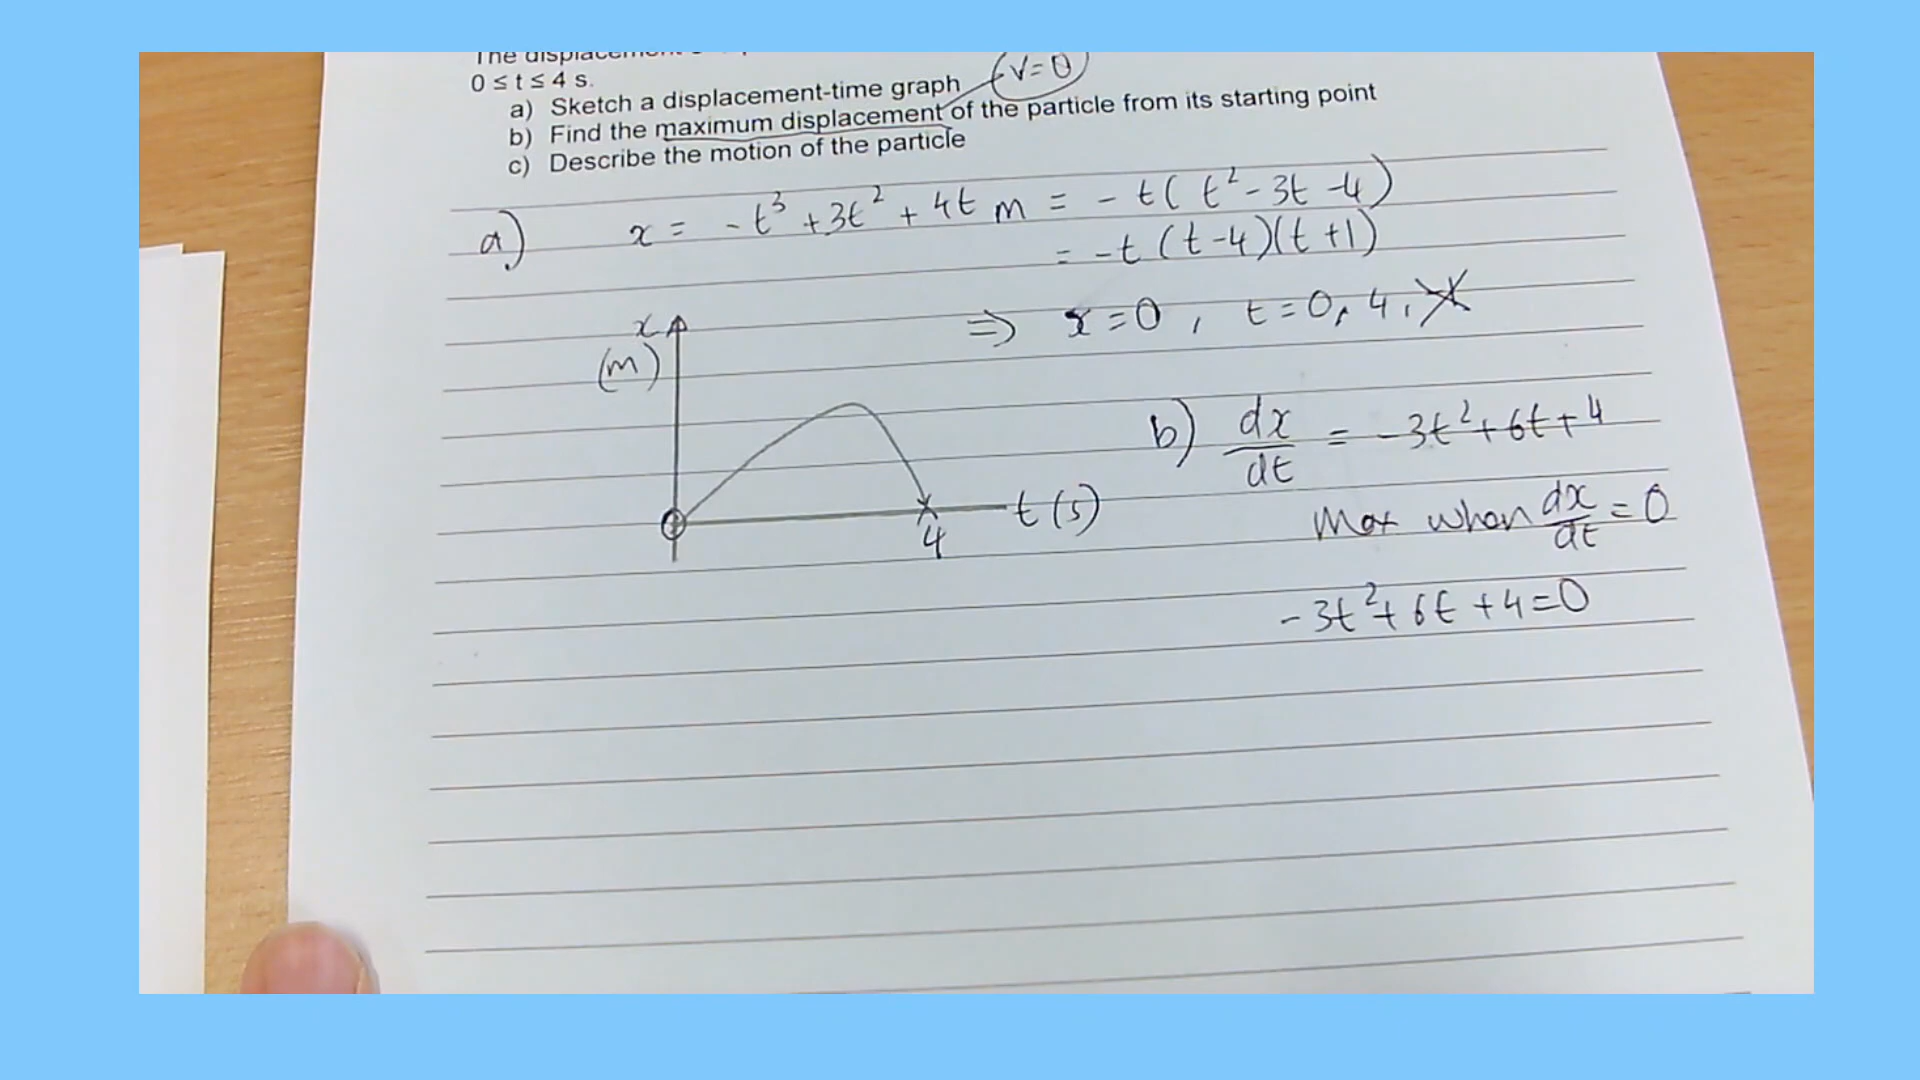 The displacement
0 ≤ t ≤ 4 s.
a) Sketch a displacement-time graph
v=0
b) Find the maximum displacement of the particle from its starting point
c) Describe the motion of the particle
a) x = -t³ + 3t² + 4t m = -t(t² - 3t - 4)
= -t(t-4)(t+1)
⇒ x=0, t=0, 4,
x
(m)
t(s)
4
b) dx/dt = -3t² + 6t + 4
Max when dx/dt = 0
-3t² + 6t + 4 = 0